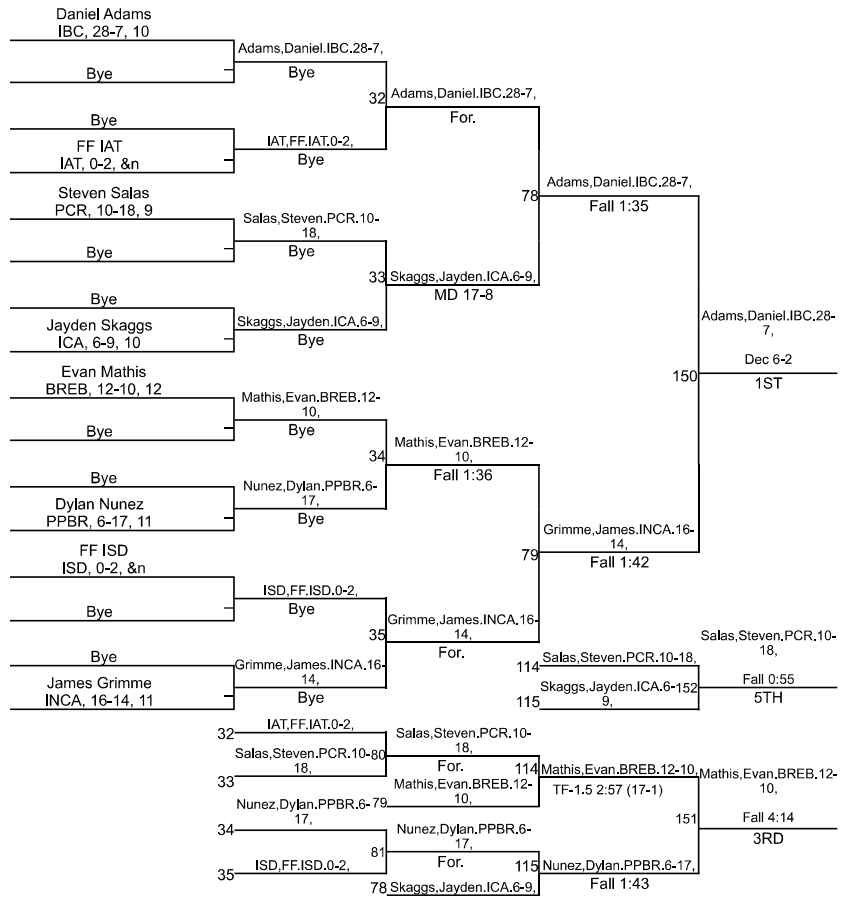 Daniel Adams
IBC, 28-7, 10
Bye
Adams,Daniel.IBC.28-7,
Bye
32
Adams,Daniel.IBC.28-7,
For.
Bye
FF IAT
IAT, 0-2, &n
IAT,FF.IAT.0-2,
Bye
78
Adams,Daniel.IBC.28-7,
Fall 1:35
Steven Salas
PCR, 10-18, 9
Bye
Salas,Steven.PCR.10-
18,
Bye
33
Skaggs,Jayden.ICA.6-9,
MD 17-8
Bye
Jayden Skaggs
ICA, 6-9, 10
Skaggs,Jayden.ICA.6-9,
Bye
150
Adams,Daniel.IBC.28-
7,
Dec 6-2
1ST
Evan Mathis
BREB, 12-10, 12
Bye
Mathis,Evan.BREB.12-
10,
Bye
34
Mathis,Evan.BREB.12-
10,
Fall 1:36
Bye
Dylan Nunez
PPBR, 6-17, 11
Nunez,Dylan.PPBR.6-
17,
Bye
79
Grimme,James.INCA.16-
14,
Fall 1:42
FF ISD
ISD, 0-2, &n
Bye
ISD,FF.ISD.0-2,
Bye
35
Grimme,James.INCA.16-
14,
For.
Bye
James Grimme
INCA, 16-14, 11
Grimme,James.INCA.16-
14,
Bye
114
Salas,Steven.PCR.10-18,
115
Skaggs,Jayden.ICA.6-
9,
152
Salas,Steven.PCR.10-
18,
Fall 0:55
5TH
32
IAT,FF.IAT.0-2,
33
Salas,Steven.PCR.10-
18,
80
Salas,Steven.PCR.10-
18,
For.
79
Mathis,Evan.BREB.12-
10,
114
Mathis,Evan.BREB.12-10,
TF-1.5 2:57 (17-1)
34
Nunez,Dylan.PPBR.6-
17,
35
ISD,FF.ISD.0-2,
81
Nunez,Dylan.PPBR.6-
17,
For.
78
Skaggs,Jayden.ICA.6-9,
115
Nunez,Dylan.PPBR.6-17,
Fall 1:43
151
Mathis,Evan.BREB.12-
10,
Fall 4:14
3RD